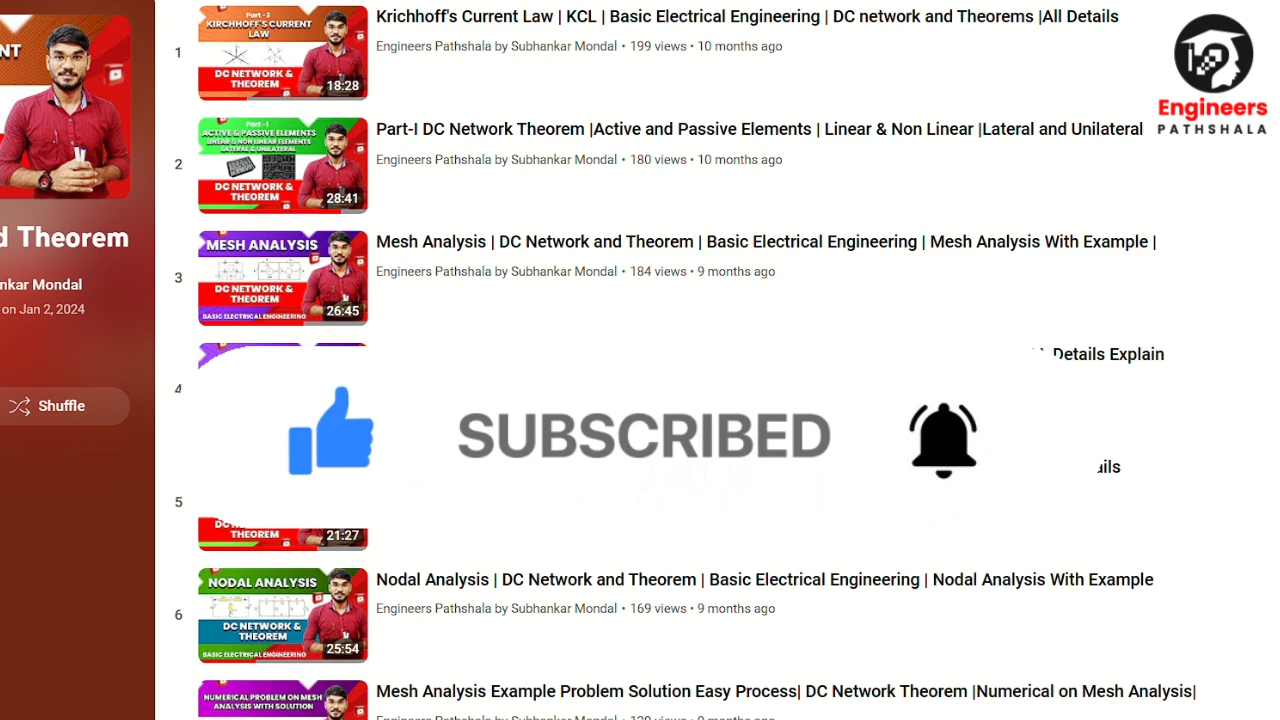 NT
d Theorem
nkar Mondal
on Jan 2, 2024
Shuffle
1
Part-3
KIRCHHOFF'S CURRENT
LAW
DC NETWORK &
THEOREM
18:28
Krichhoff's Current Law | KCL | Basic Electrical Engineering | DC network and Theorems |All Details
Engineers Pathshala by Subhankar Mondal • 199 views • 10 months ago
Engineers
PATHSHALA
2
Part-1
ACTIVE & PASSIVE ELEMENTS
LINEAR & NON LINEAR ELEMENTS
LATERAL & UNILATERAL
DC NETWORK &
THEOREM
28:41
Part-I DC Network Theorem |Active and Passive Elements | Linear & Non Linear |Lateral and Unilateral
Engineers Pathshala by Subhankar Mondal • 180 views • 10 months ago
3
MESH ANALYSIS
DC NETWORK &
THEOREM
BASIC ELECTRICAL ENGINEERING
26:45
Mesh Analysis | DC Network and Theorem | Basic Electrical Engineering | Mesh Analysis With Example |
Engineers Pathshala by Subhankar Mondal • 184 views • 9 months ago
4
Details Explain
SUBSCRIBED
ails
5
THEOREM
21:27
6
NODAL ANALYSIS
DC NETWORK &
THEOREM
BASIC ELECTRICAL ENGINEERING
25:54
Nodal Analysis | DC Network and Theorem | Basic Electrical Engineering | Nodal Analysis With Example
Engineers Pathshala by Subhankar Mondal • 169 views • 9 months ago
NUMERICAL PROBLEM ON MESH
ANALYSIS WITH SOLUTION
Mesh Analysis Example Problem Solution Easy Process| DC Network Theorem |Numerical on Mesh Analysis|